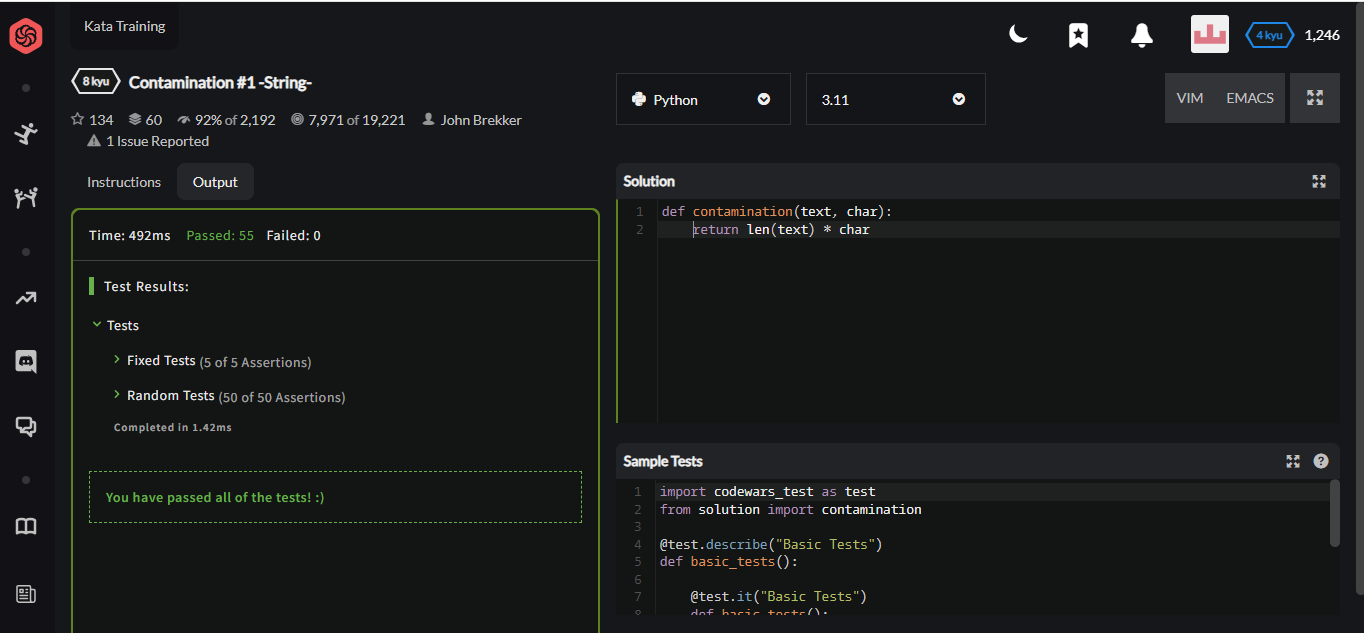 Kata Training
4 kyu 1,246
8 kyu Contamination #1 -String-
134 60 92% of 2,192 7,971 of 19,221 John Brekker
1 Issue Reported
Python 3.11 VIM EMACS
Instructions Output
Time: 492ms Passed: 55 Failed: 0
Test Results:
Tests
Fixed Tests (5 of 5 Assertions)
Random Tests (50 of 50 Assertions)
Completed in 1.42ms
You have passed all of the tests! :)
Solution
1 def contamination(text, char):
2     return len(text) * char
Sample Tests
1 import codewars_test as test
2 from solution import contamination
3
4 @test.describe("Basic Tests")
5 def basic_tests():
6
7     @test.it("Basic Tests")
8     def basic_tests():